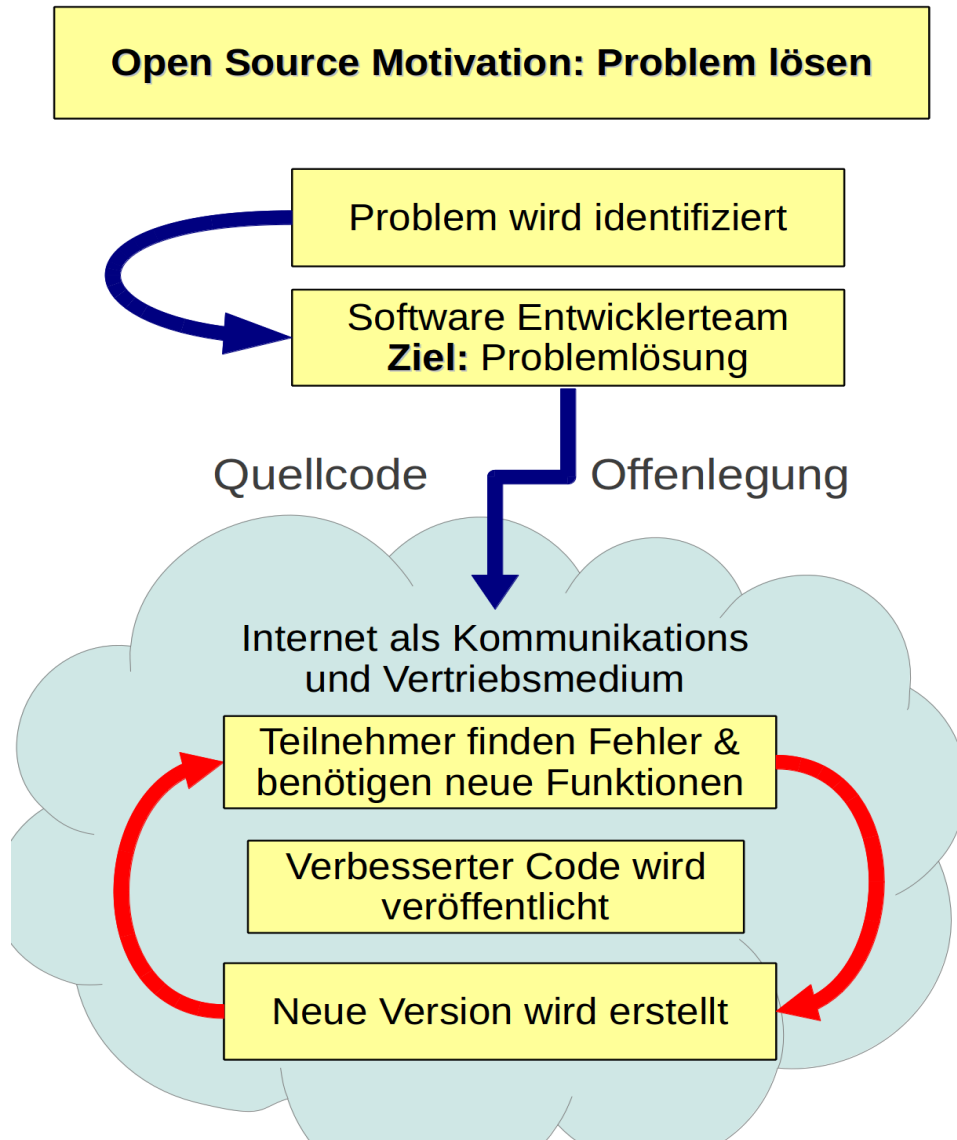 Open Source Motivation: Problem lösen
Problem wird identifiziert
Software Entwicklerteam
Ziel: Problemlösung
Quellcode Offenlegung
Internet als Kommunikations
und Vertriebsmedium
Teilnehmer finden Fehler &
benötigen neue Funktionen
Verbesserter Code wird
veröffentlicht
Neue Version wird erstellt